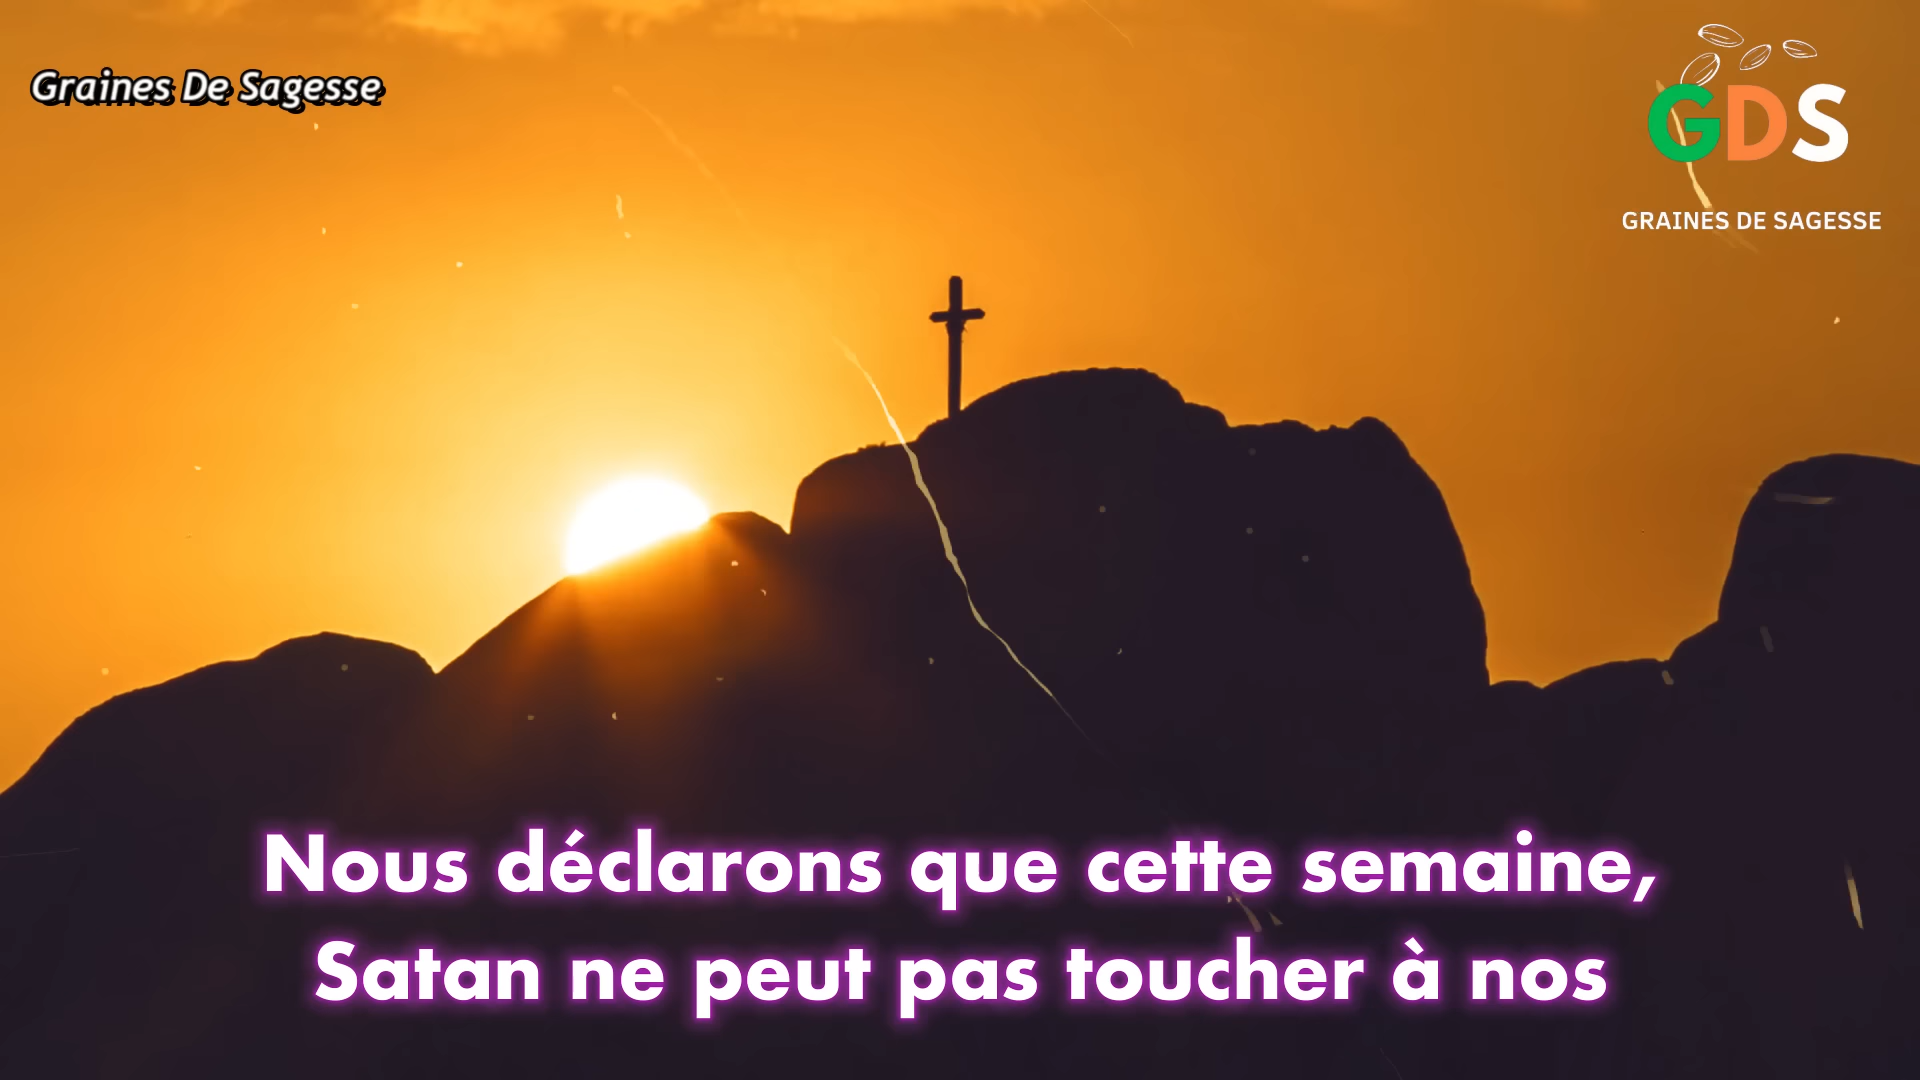 Graines De Sagesse
GDS
GRAINES DE SAGESSE
Nous déclarons que cette semaine,
Satan ne peut pas toucher à nos